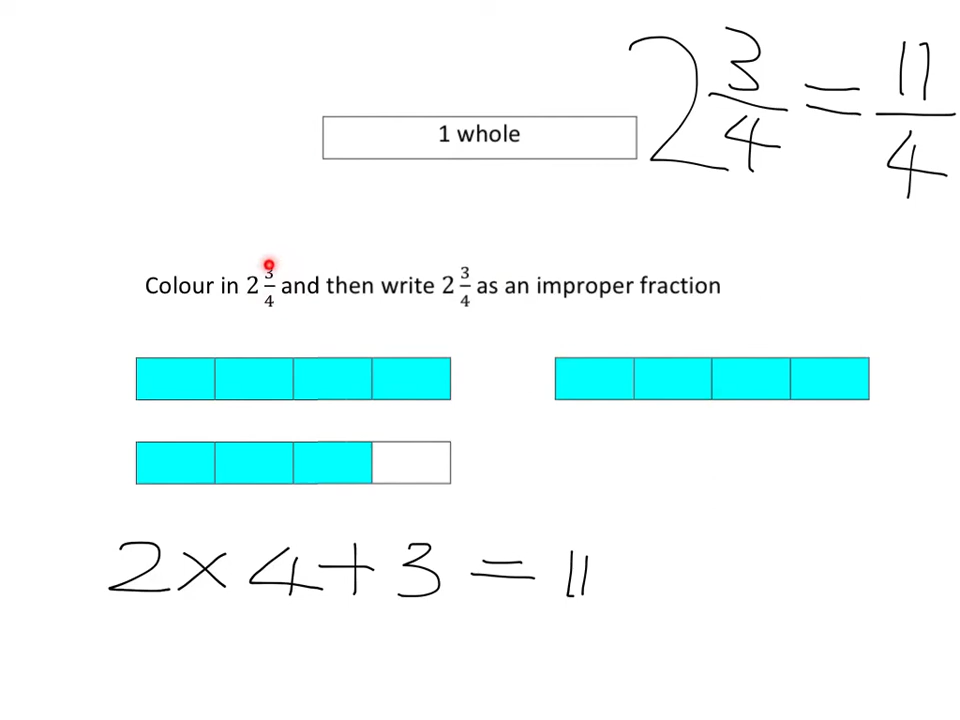 2 3/4 = 11/4
1 whole
Colour in 2 3/4 and then write 2 3/4 as an improper fraction
2 × 4 + 3 = 11